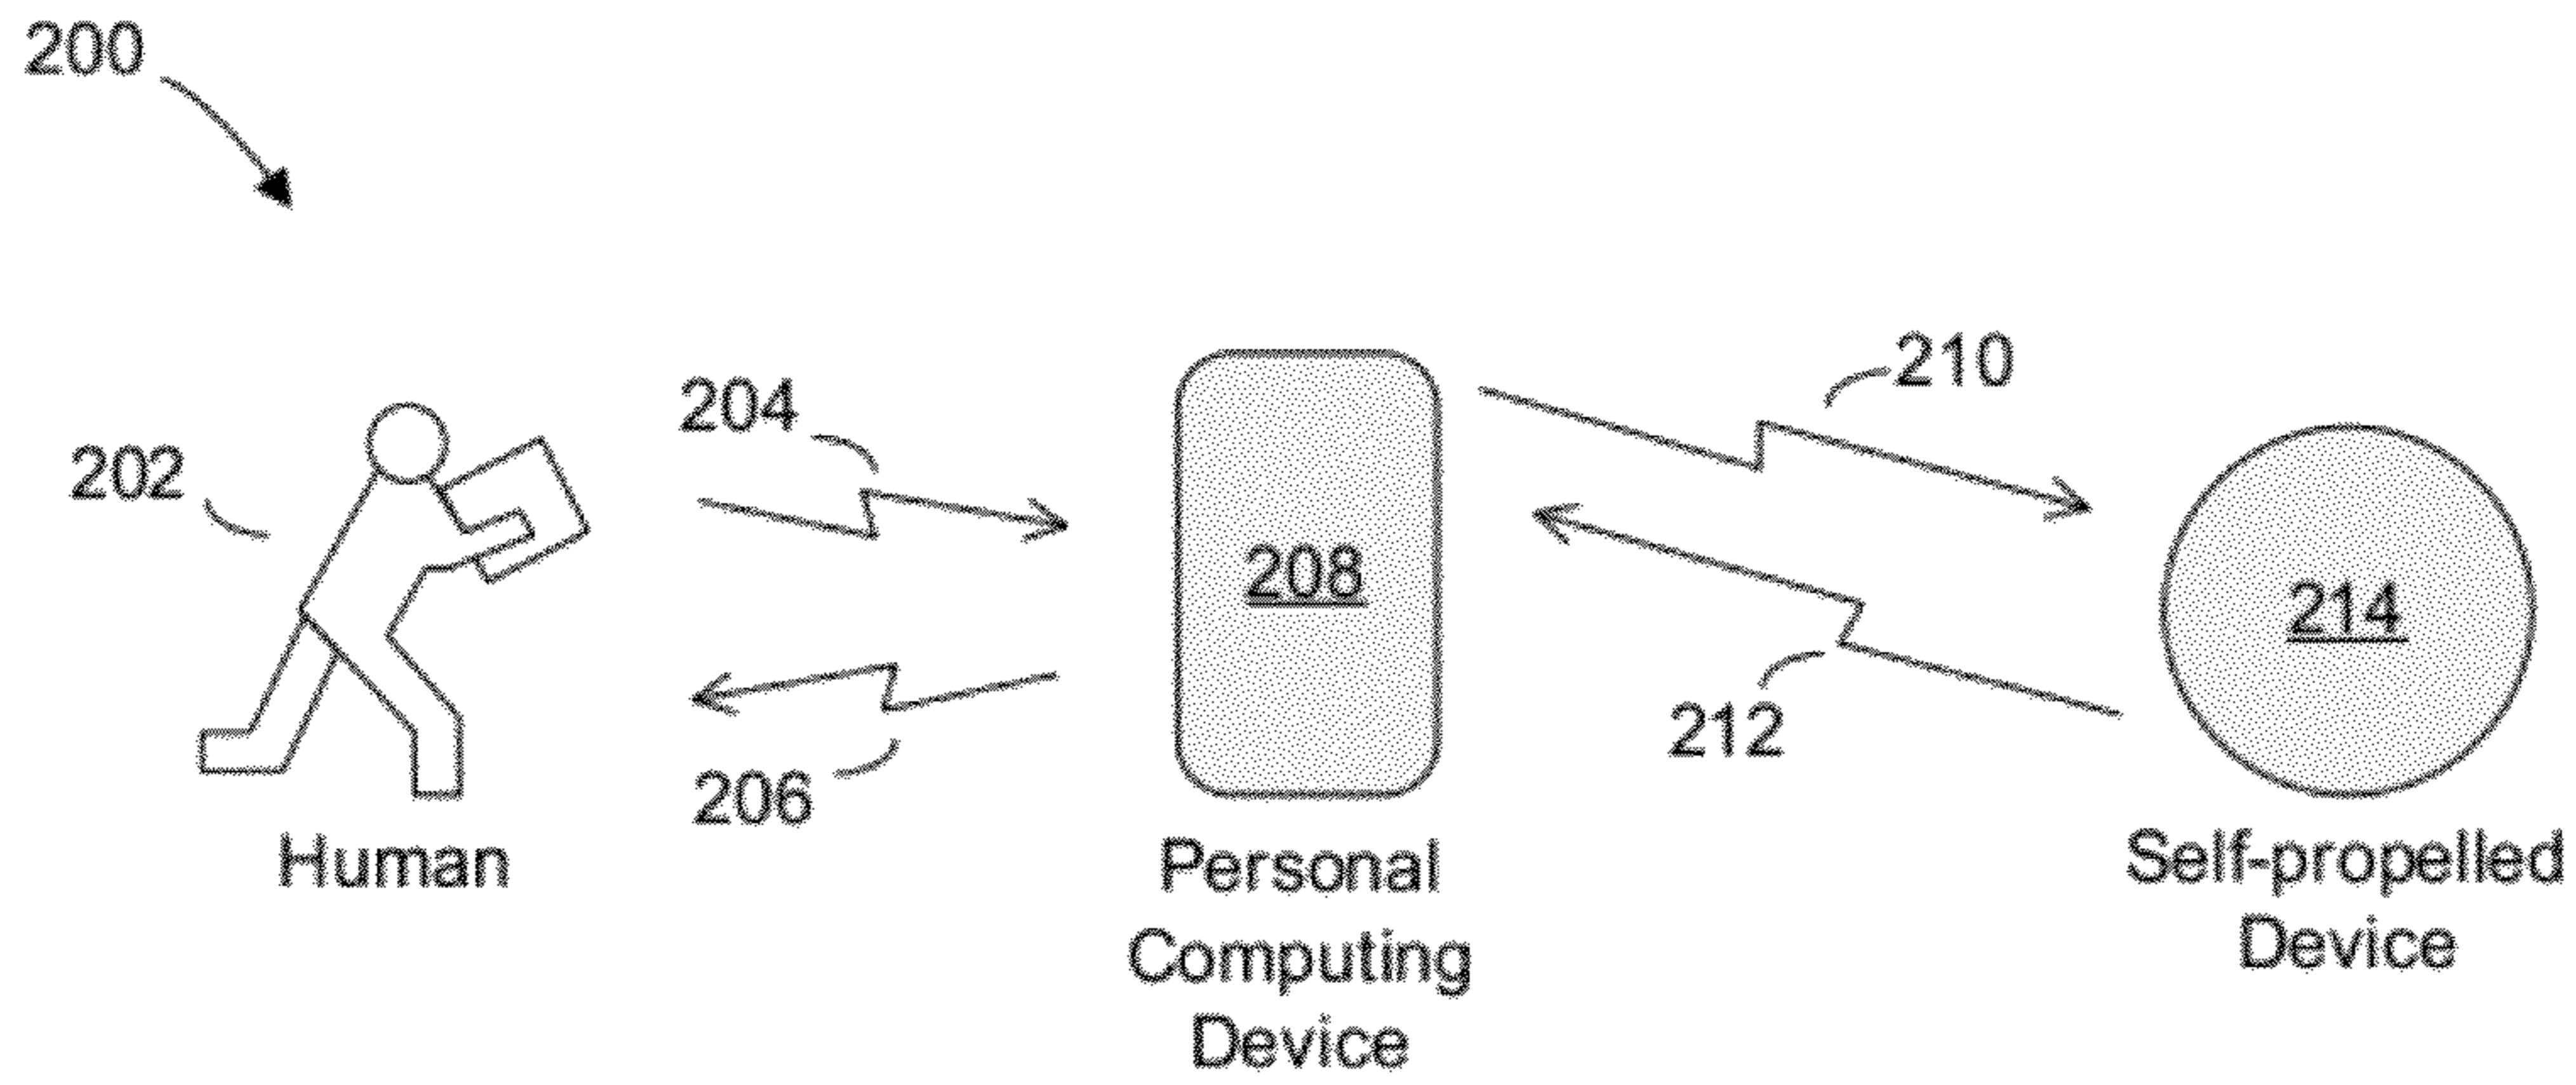 200
210
204
202
208
214
212
206
Human
Personal
Computing
Device
Self-propelled
Device